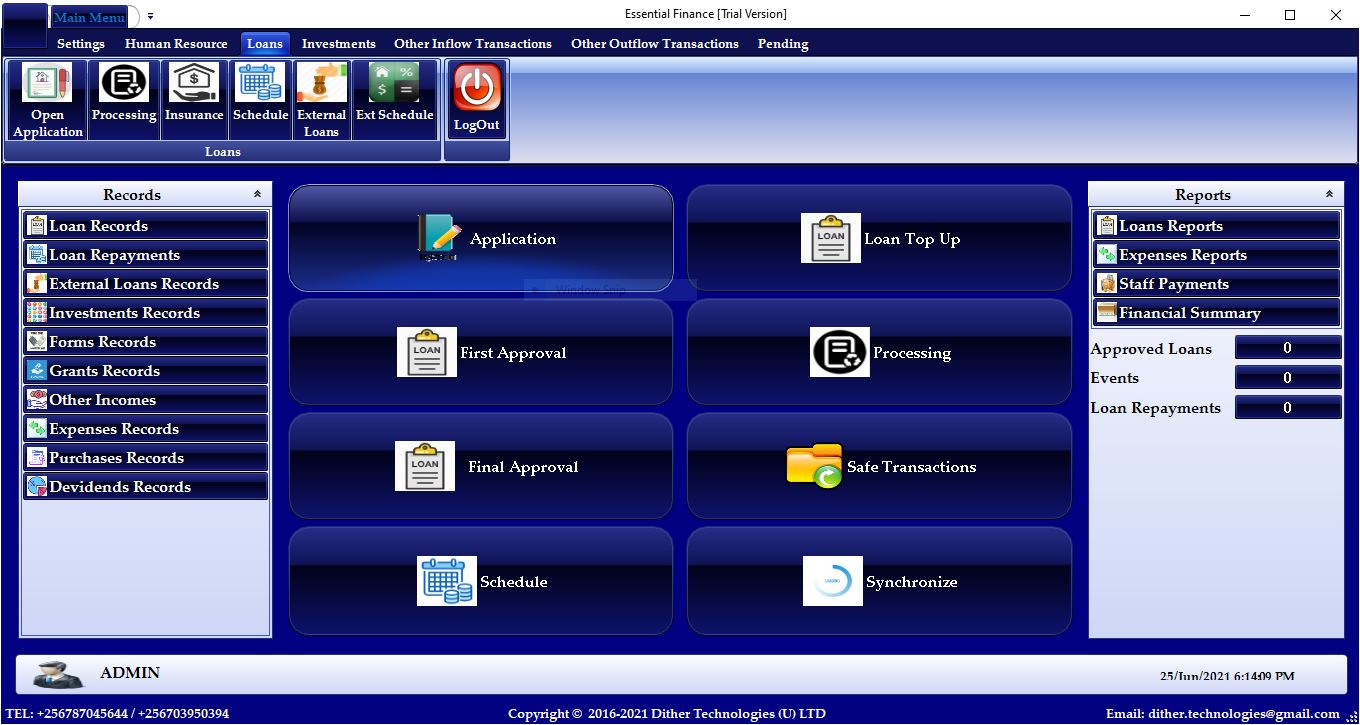 Essential Finance [Trial Version]
Main Menu
Settings Human Resource Loans Investments Other Inflow Transactions Other Outflow Transactions Pending
Open Application
Processing
Insurance
Schedule
External Loans
Ext Schedule
LogOut
Loans
Records
Loan Records
Loan Repayments
External Loans Records
Investments Records
Forms Records
Grants Records
Other Incomes
Expenses Records
Purchases Records
Devidends Records
Application
LOAN
Loan Top Up
Window Snip
LOAN
First Approval
Processing
LOAN
Final Approval
Safe Transactions
Schedule
LOADING
Synchronize
Reports
Loans Reports
Expenses Reports
Staff Payments
Financial Summary
Approved Loans 0
Events 0
Loan Repayments 0
ADMIN
25/Jun/2021 6:14:09 PM
TEL: +256787045644 / +256703950394
Copyright © 2016-2021 Dither Technologies (U) LTD
Email: dither.technologies@gmail.com